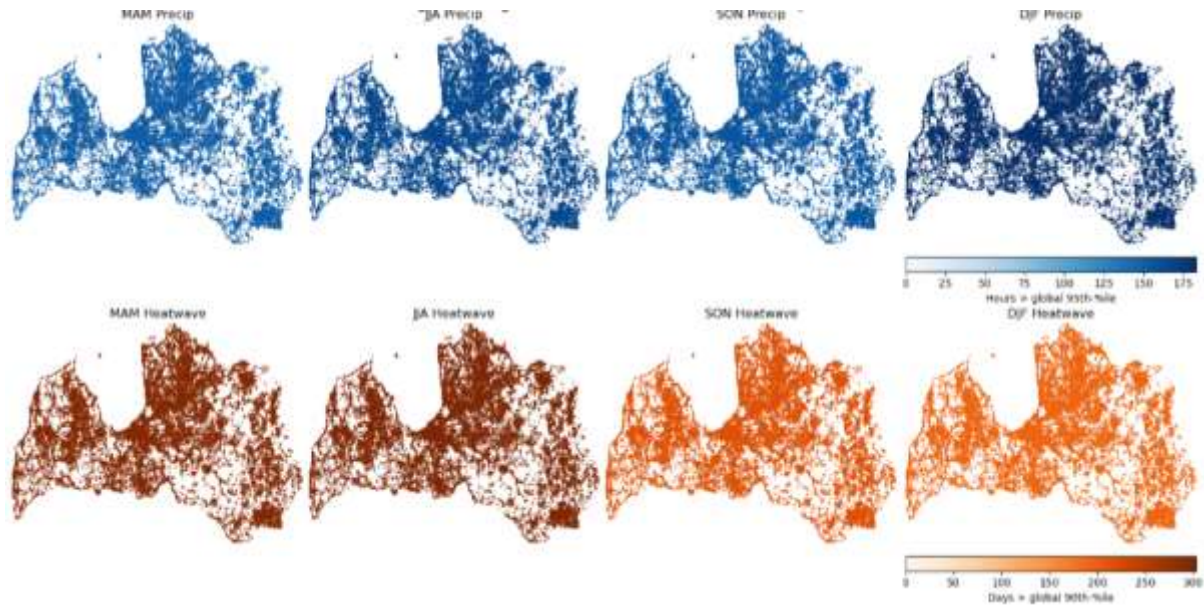 MAM Precip
JJA Precip
SON Precip
DJF Precip
0 25 50 75 100 125 150 175
Hours > global 95th-%ile
MAM Heatwave
JJA Heatwave
SON Heatwave
DJF Heatwave
0 50 100 150 200 250 300
Days > global 90th-%ile